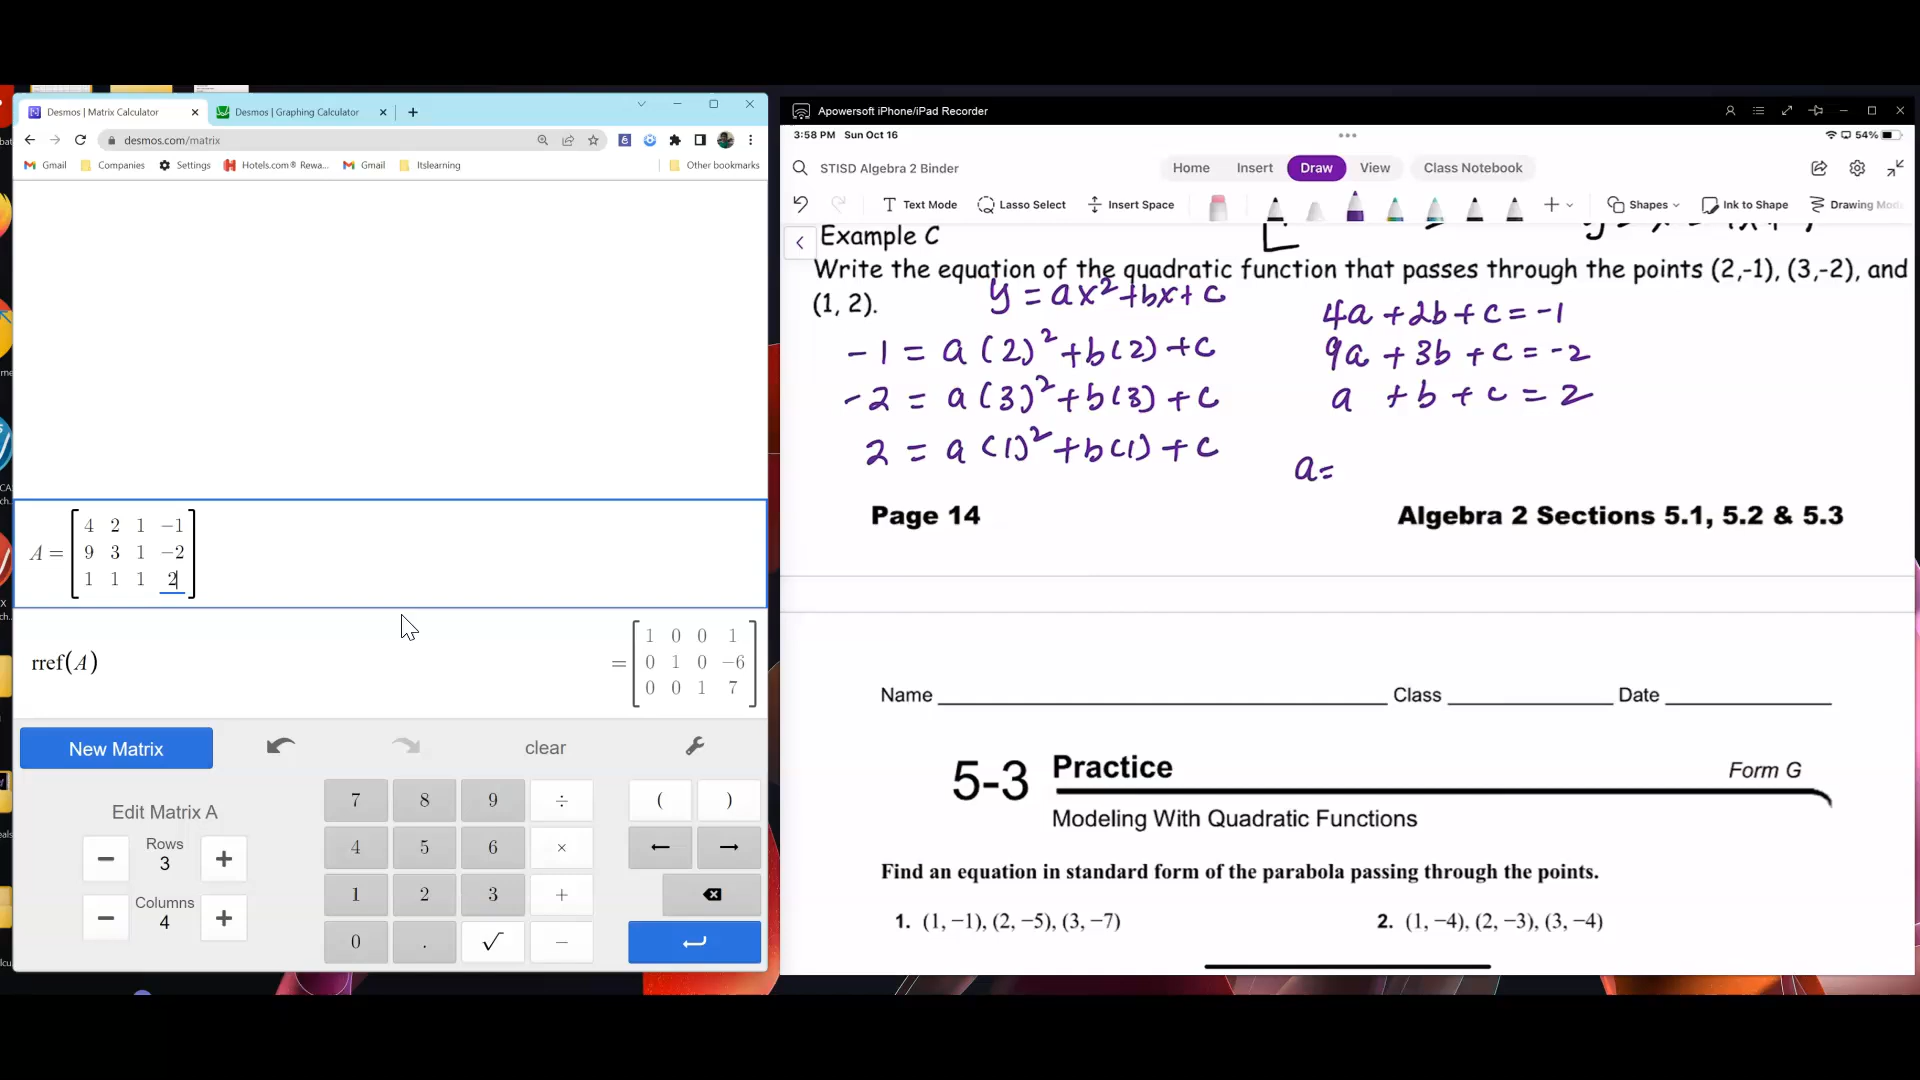 Desmos | Matrix Calculator
Desmos | Graphing Calculator
desmos.com/matrix
Gmail Companies Settings Hotels.com® Rewa... Gmail Itslearning Other bookmarks
A = [4 2 1 −1
9 3 1 −2
1 1 1 2]
rref(A)
= [1 0 0 1
0 1 0 −6
0 0 1 7]
New Matrix
clear
Edit Matrix A
Rows
3
Columns
4
7 8 9 ÷ ( )
4 5 6 × ← →
1 2 3 +
0 . √ −
Apowersoft iPhone/iPad Recorder
3:58 PM Sun Oct 16
54%
STISD Algebra 2 Binder
Home Insert Draw View Class Notebook
Text Mode Lasso Select Insert Space Shapes Ink to Shape Drawing Mod
Example C
Write the equation of the quadratic function that passes through the points (2,-1), (3,-2), and
(1, 2).
y = ax²+bx+c
-1 = a(2)²+b(2)+c
-2 = a(3)²+b(3)+c
2 = a(1)²+b(1)+c
4a +2b+c=-1
9a +3b+c=-2
a +b+c=2
a=
Page 14
Algebra 2 Sections 5.1, 5.2 & 5.3
Name Class Date
5-3 Practice
Form G
Modeling With Quadratic Functions
Find an equation in standard form of the parabola passing through the points.
1. (1, −1), (2, −5), (3, −7)
2. (1, −4), (2, −3), (3, −4)